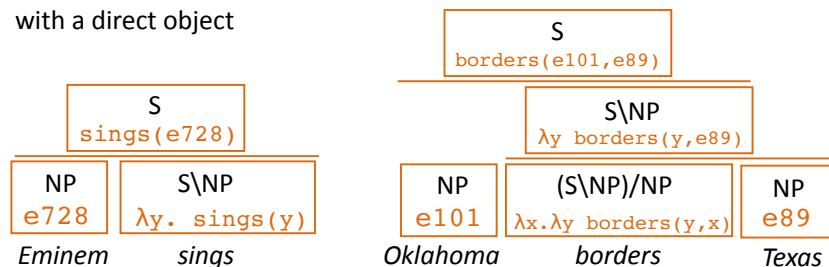 with a direct object
S
sings(e728)
NP
e728
S\NP
λy. sings(y)
Eminem
sings
S
borders(e101,e89)
S\NP
λy borders(y,e89)
NP
e101
(S\NP)/NP
λx.λy borders(y,x)
NP
e89
Oklahoma
borders
Texas